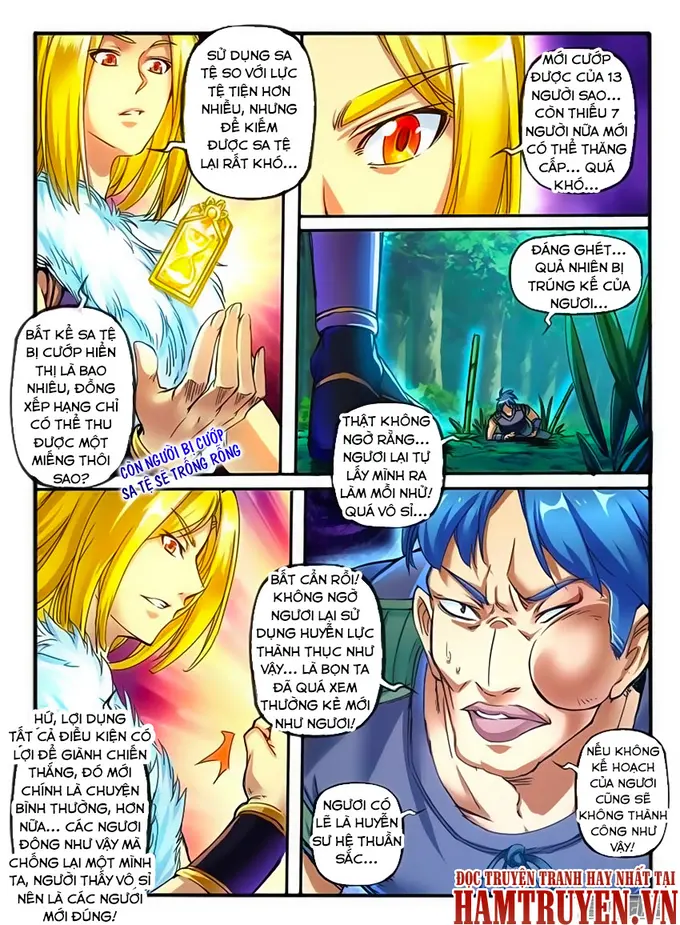 SỬ DỤNG SA
TỆ SO VỚI LỰC
TỆ TIỆN HƠN
NHIỀU, NHƯNG
ĐỂ KIẾM
ĐƯỢC SA TỆ
LẠI RẤT KHÓ...
MỚI CƯỚP
ĐƯỢC CỦA 13
NGƯỜI SAO...
CÒN THIẾU 7
NGƯỜI NỮA MỚI
CÓ THỂ THĂNG
CẤP... QUÁ
KHÓ...
BẤT KỂ SA TỆ
BỊ CƯỚP HIỂN
THỊ LÀ BAO
NHIÊU, ĐỒNG
XẾP HẠNG CHỈ
CÓ THỂ THU
ĐƯỢC MỘT
MIẾNG THÔI
SAO?
CÒN NGƯỜI BỊ CƯỚP
SA TỆ SẼ TRỐNG RỖNG
ĐÁNG GHÉT...
QUẢ NHIÊN BỊ
TRÚNG KẾ CỦA
NGƯƠI...
THẬT KHÔNG
NGỜ RẰNG...
NGƯƠI LẠI TỰ
LẤY MÌNH RA
LÀM MỒI NHỬ!
QUÁ VÔ SỈ...
BẤT CẨN RỒI!
KHÔNG NGỜ
NGƯƠI LẠI SỬ
DỤNG HUYỄN LỰC
THÀNH THỤC NHƯ
VẬY... LÀ BỌN TA
ĐÃ QUÁ XEM
THƯỜNG KẺ MỚI
NHƯ NGƯƠI!
HỪ, LỢI DỤNG
TẤT CẢ ĐIỀU KIỆN CÓ
LỢI ĐỂ GIÀNH CHIẾN
THẮNG, ĐÓ MỚI
CHÍNH LÀ CHUYỆN
BÌNH THƯỜNG, HƠN
NỮA... CÁC NGƯƠI
ĐÔNG NHƯ VẬY MÀ
CHỐNG LẠI MỘT MÌNH
TA, NGƯỜI THẤY VÔ SỈ
NÊN LÀ CÁC NGƯƠI
MỚI ĐÚNG!
NGƯƠI CÓ
LẼ LÀ HUYỄN
SƯ HỆ THUẦN
SẮC...
NẾU KHÔNG
KẾ HOẠCH
CỦA NGƯƠI
CŨNG SẼ
KHÔNG THÀNH
CÔNG NHƯ
VẬY!
ĐỌC TRUYỆN TRANH HAY NHẤT TẠI
HAMTRUYEN.VN